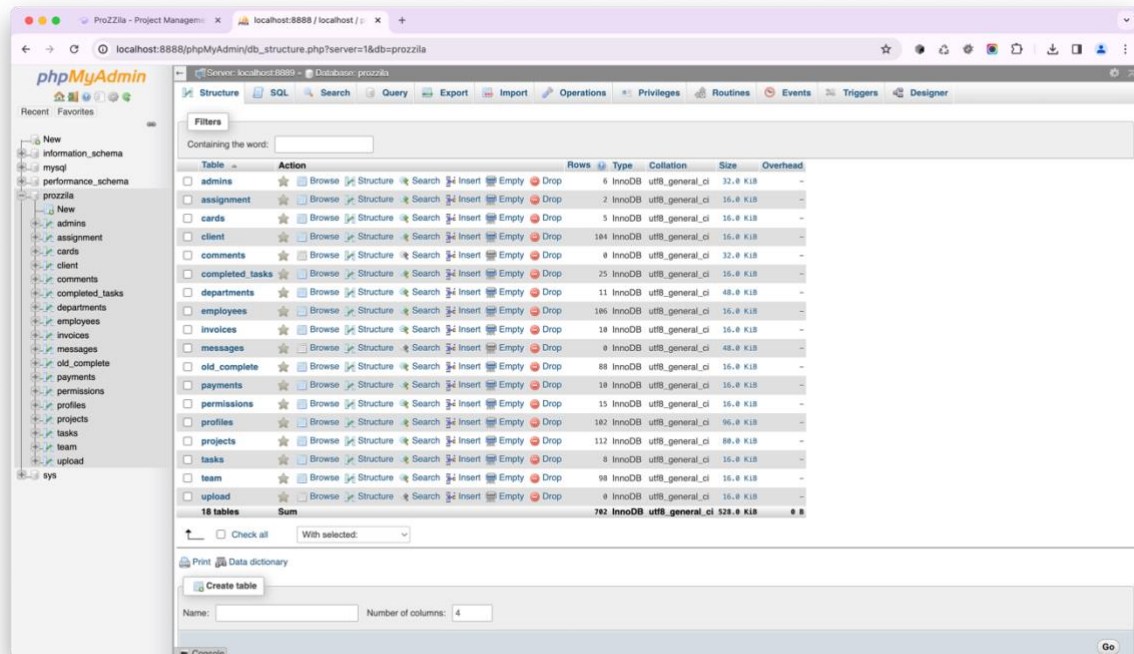 ProZZila - Project Managem
localhost:8888 / localhost / p
localhost:8888/phpMyAdmin/db_structure.php?server=1&db=prozzila
phpMyAdmin
Recent Favorites
New
information_schema
mysql
performance_schema
prozzila
New
admins
assignment
cards
client
comments
completed_tasks
departments
employees
invoices
messages
old_complete
payments
permissions
profiles
projects
tasks
team
upload
sys
Server: localhost:8889 » Database: prozzila
Structure SQL Search Query Export Import Operations Privileges Routines Events Triggers Designer
Filters
Containing the word:
Table Action Rows Type Collation Size Overhead
admins Browse Structure Search Insert Empty Drop 6 InnoDB utf8_general_ci 32.0 KiB -
assignment Browse Structure Search Insert Empty Drop 2 InnoDB utf8_general_ci 16.0 KiB -
cards Browse Structure Search Insert Empty Drop 5 InnoDB utf8_general_ci 16.0 KiB -
client Browse Structure Search Insert Empty Drop 104 InnoDB utf8_general_ci 16.0 KiB -
comments Browse Structure Search Insert Empty Drop 0 InnoDB utf8_general_ci 32.0 KiB -
completed_tasks Browse Structure Search Insert Empty Drop 25 InnoDB utf8_general_ci 16.0 KiB -
departments Browse Structure Search Insert Empty Drop 11 InnoDB utf8_general_ci 48.0 KiB -
employees Browse Structure Search Insert Empty Drop 106 InnoDB utf8_general_ci 16.0 KiB -
invoices Browse Structure Search Insert Empty Drop 10 InnoDB utf8_general_ci 16.0 KiB -
messages Browse Structure Search Insert Empty Drop 0 InnoDB utf8_general_ci 48.0 KiB -
old_complete Browse Structure Search Insert Empty Drop 88 InnoDB utf8_general_ci 16.0 KiB -
payments Browse Structure Search Insert Empty Drop 10 InnoDB utf8_general_ci 16.0 KiB -
permissions Browse Structure Search Insert Empty Drop 15 InnoDB utf8_general_ci 16.0 KiB -
profiles Browse Structure Search Insert Empty Drop 102 InnoDB utf8_general_ci 96.0 KiB -
projects Browse Structure Search Insert Empty Drop 112 InnoDB utf8_general_ci 80.0 KiB -
tasks Browse Structure Search Insert Empty Drop 8 InnoDB utf8_general_ci 16.0 KiB -
team Browse Structure Search Insert Empty Drop 98 InnoDB utf8_general_ci 16.0 KiB -
upload Browse Structure Search Insert Empty Drop 0 InnoDB utf8_general_ci 16.0 KiB -
18 tables Sum 702 InnoDB utf8_general_ci 528.0 KiB 0 B
Check all With selected:
Print Data dictionary
Create table
Name: Number of columns: 4
Console
Go